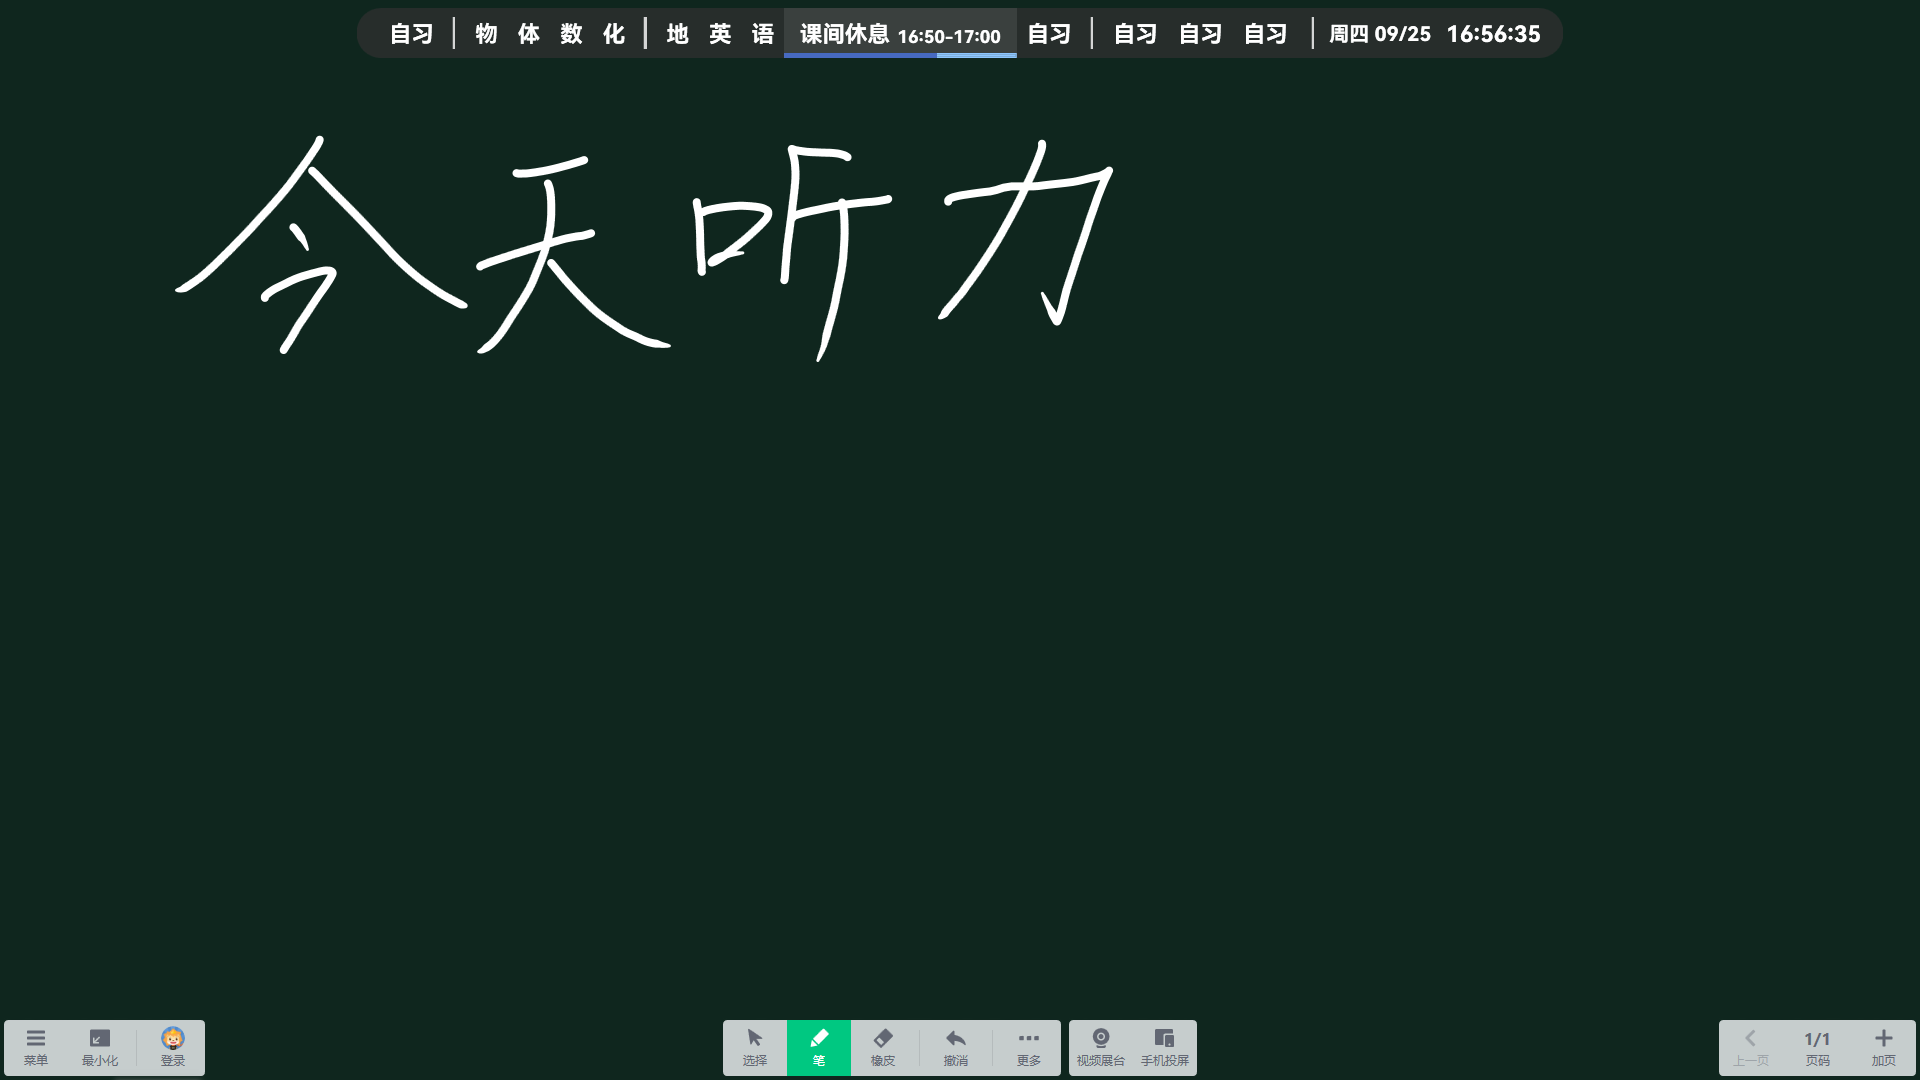 自习 | 物 体 数 化 | 地 英 语 课间休息 16:50-17:00 自习 | 自习 自习 自习 | 周四 09/25 16:56:35
今天听力
菜单 最小化 登录 选择 笔 橡皮 撤消 更多 视频展台 手机投屏 上一页 1/1 页码 加页